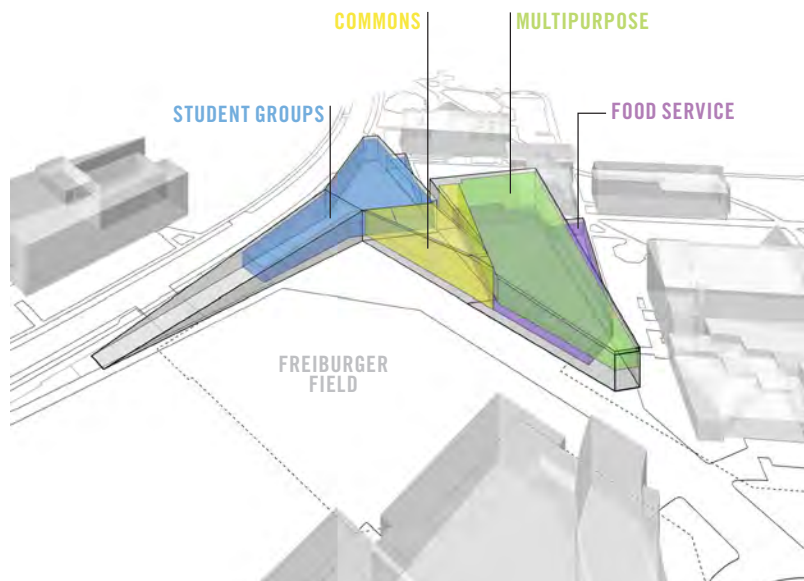 COMMONS
MULTIPURPOSE
STUDENT GROUPS
FOOD SERVICE
FREIBURGER
FIELD